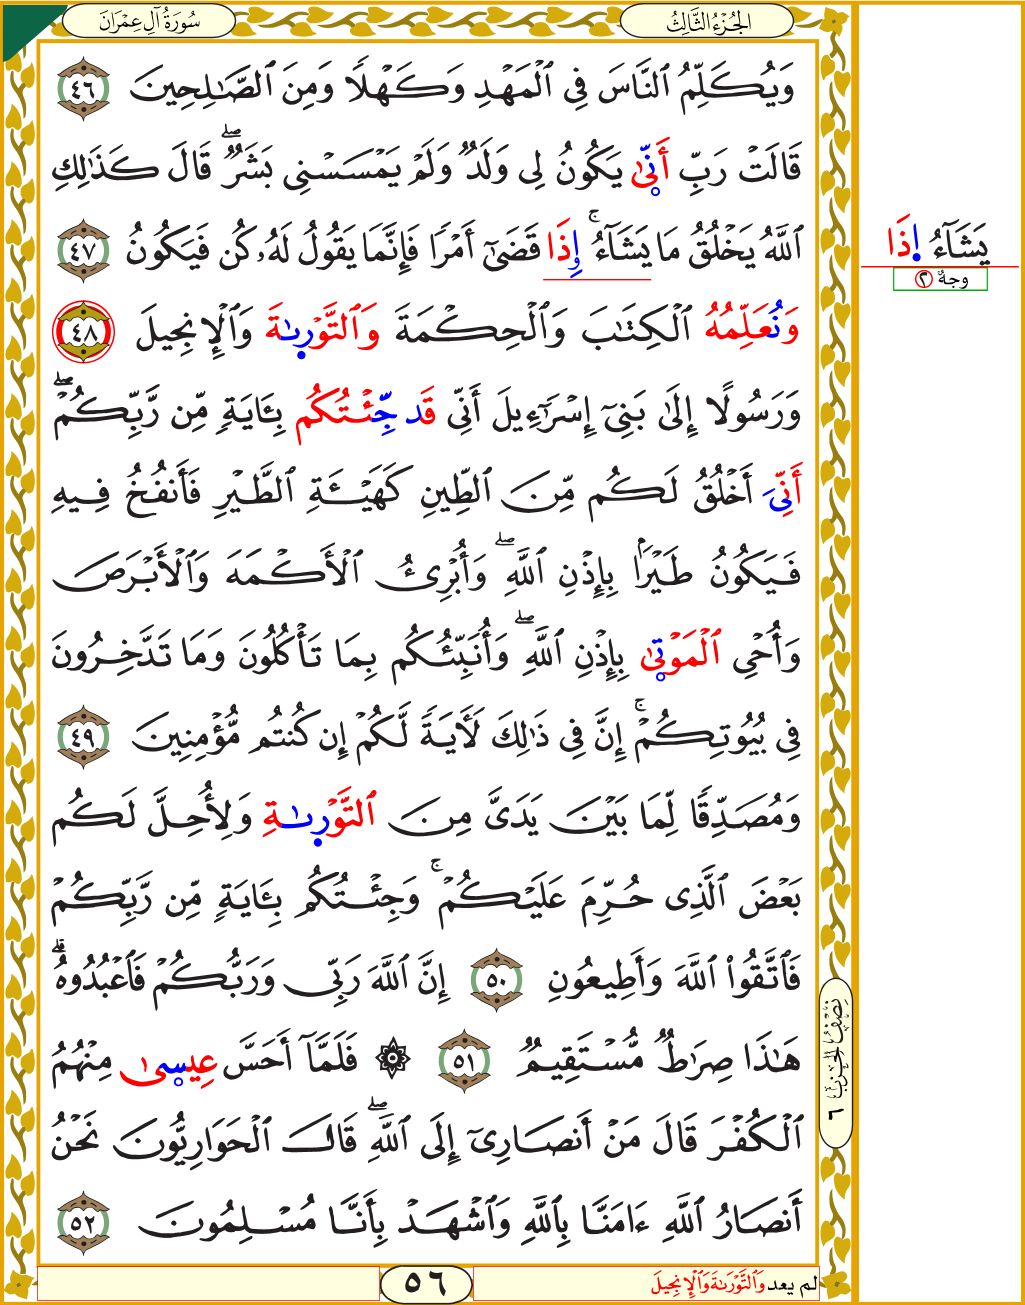 سُورَةُ آلِ عِمْرَان
الجُزْءُ الثَّالِثُ
وَيُكَلِّمُ ٱلنَّاسَ فِي ٱلْمَهْدِ وَكَهْلًا وَمِنَ ٱلصَّٰلِحِينَ ٤٦
قَالَتْ رَبِّ أَنّۭىٰ يَكُونُ لِي وَلَدٌ وَلَمْ يَمْسَسْنِي بَشَرٌۖ قَالَ كَذَٰلِكِ
ٱللَّهُ يَخْلُقُ مَا يَشَآءُۚ إِذَا قَضَىٰٓ أَمْرًا فَإِنَّمَا يَقُولُ لَهُۥ كُن فَيَكُونُ ٤٧
وَنُعَلِّمُهُ ٱلْكِتَٰبَ وَٱلْحِكْمَةَ وَٱلتَّوْرِىٰةَ وَٱلْإِنجِيلَ ٤٨
وَرَسُولًا إِلَىٰ بَنِيٓ إِسْرَٰٓءِيلَ أَنِّي قَد جِّئْتُكُم بِـَٔايَةٍ مِّن رَّبِّكُمْۖ
أَنِّيَ أَخْلُقُ لَكُم مِّنَ ٱلطِّينِ كَهَيْـَٔةِ ٱلطَّيْرِ فَأَنفُخُ فِيهِ
فَيَكُونُ طَيْرًۢا بِإِذْنِ ٱللَّهِۖ وَأُبْرِئُ ٱلْأَكْمَهَ وَٱلْأَبْرَصَ
وَأُحْيِ ٱلْمَوْتىٰ بِإِذْنِ ٱللَّهِۖ وَأُنَبِّئُكُم بِمَا تَأْكُلُونَ وَمَا تَدَّخِرُونَ
فِي بُيُوتِكُمْۚ إِنَّ فِي ذَٰلِكَ لَأٓيَةً لَّكُمْ إِن كُنتُم مُّؤْمِنِينَ ٤٩
وَمُصَدِّقًا لِّمَا بَيْنَ يَدَىَّ مِنَ ٱلتَّوْرِىٰةِ وَلِأُحِلَّ لَكُم
بَعْضَ ٱلَّذِي حُرِّمَ عَلَيْكُمْۚ وَجِئْتُكُم بِـَٔايَةٍ مِّن رَّبِّكُمْ
فَٱتَّقُوا۟ ٱللَّهَ وَأَطِيعُونِ ٥٠ إِنَّ ٱللَّهَ رَبِّي وَرَبُّكُمْ فَٱعْبُدُوهُۗ
هَٰذَا صِرَٰطٌ مُّسْتَقِيمٌ ٥١ ۞ فَلَمَّآ أَحَسَّ عِيسىٰ مِنْهُمُ
ٱلْكُفْرَ قَالَ مَنْ أَنصَارِيٓ إِلَى ٱللَّهِۖ قَالَ ٱلْحَوَارِيُّونَ نَحْنُ
أَنصَارُ ٱللَّهِ ءَامَنَّا بِٱللَّهِ وَٱشْهَدْ بِأَنَّا مُسْلِمُونَ ٥٢
يَشَآءُ إِذَا
وجهٌ ٢
نِصْفُ الحِزْبِ ٦
لم يعد وَٱلتَّوْرَىٰةَ وَٱلْإِنجِيلَ
٥٦